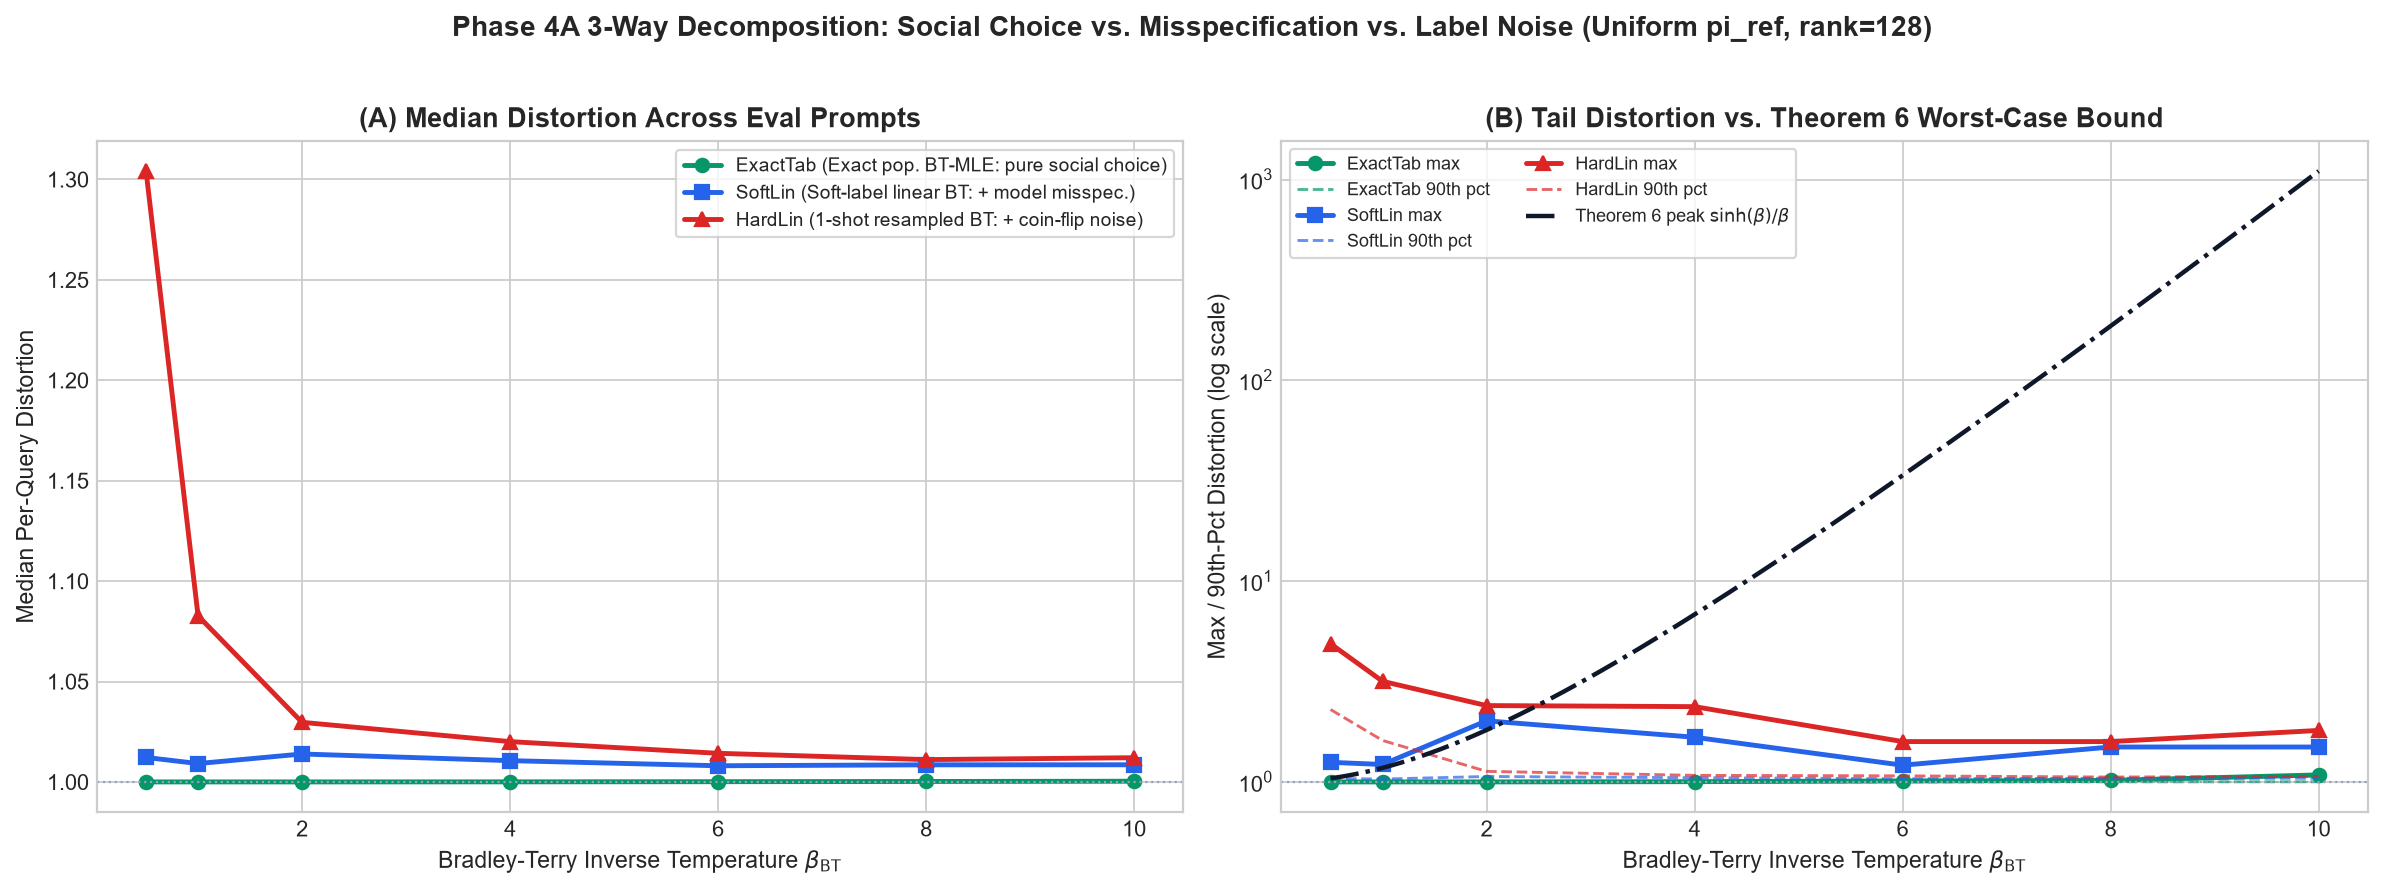 Phase 4A 3-Way Decomposition: Social Choice vs. Misspecification vs. Label Noise (Uniform pi_ref, rank=128)
(A) Median Distortion Across Eval Prompts
ExactTab (Exact pop. BT-MLE: pure social choice)
SoftLin (Soft-label linear BT: + model misspec.)
HardLin (1-shot resampled BT: + coin-flip noise)
Median Per-Query Distortion
1.30
1.25
1.20
1.15
1.10
1.05
1.00
2
4
6
8
10
Bradley-Terry Inverse Temperature β_BT
(B) Tail Distortion vs. Theorem 6 Worst-Case Bound
ExactTab max
ExactTab 90th pct
SoftLin max
SoftLin 90th pct
HardLin max
HardLin 90th pct
Theorem 6 peak sinh(β)/β
Max / 90th-Pct Distortion (log scale)
10³
10²
10¹
10⁰
2
4
6
8
10
Bradley-Terry Inverse Temperature β_BT